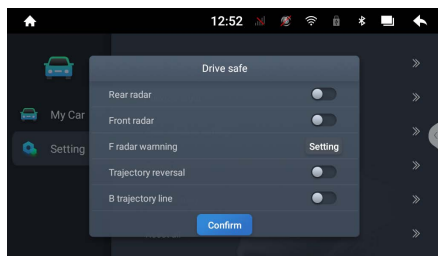 12:52
Drive safe
Rear radar
Front radar
F radar warnning Setting
Trajectory reversal
B trajectory line
Confirm
My Car
Setting